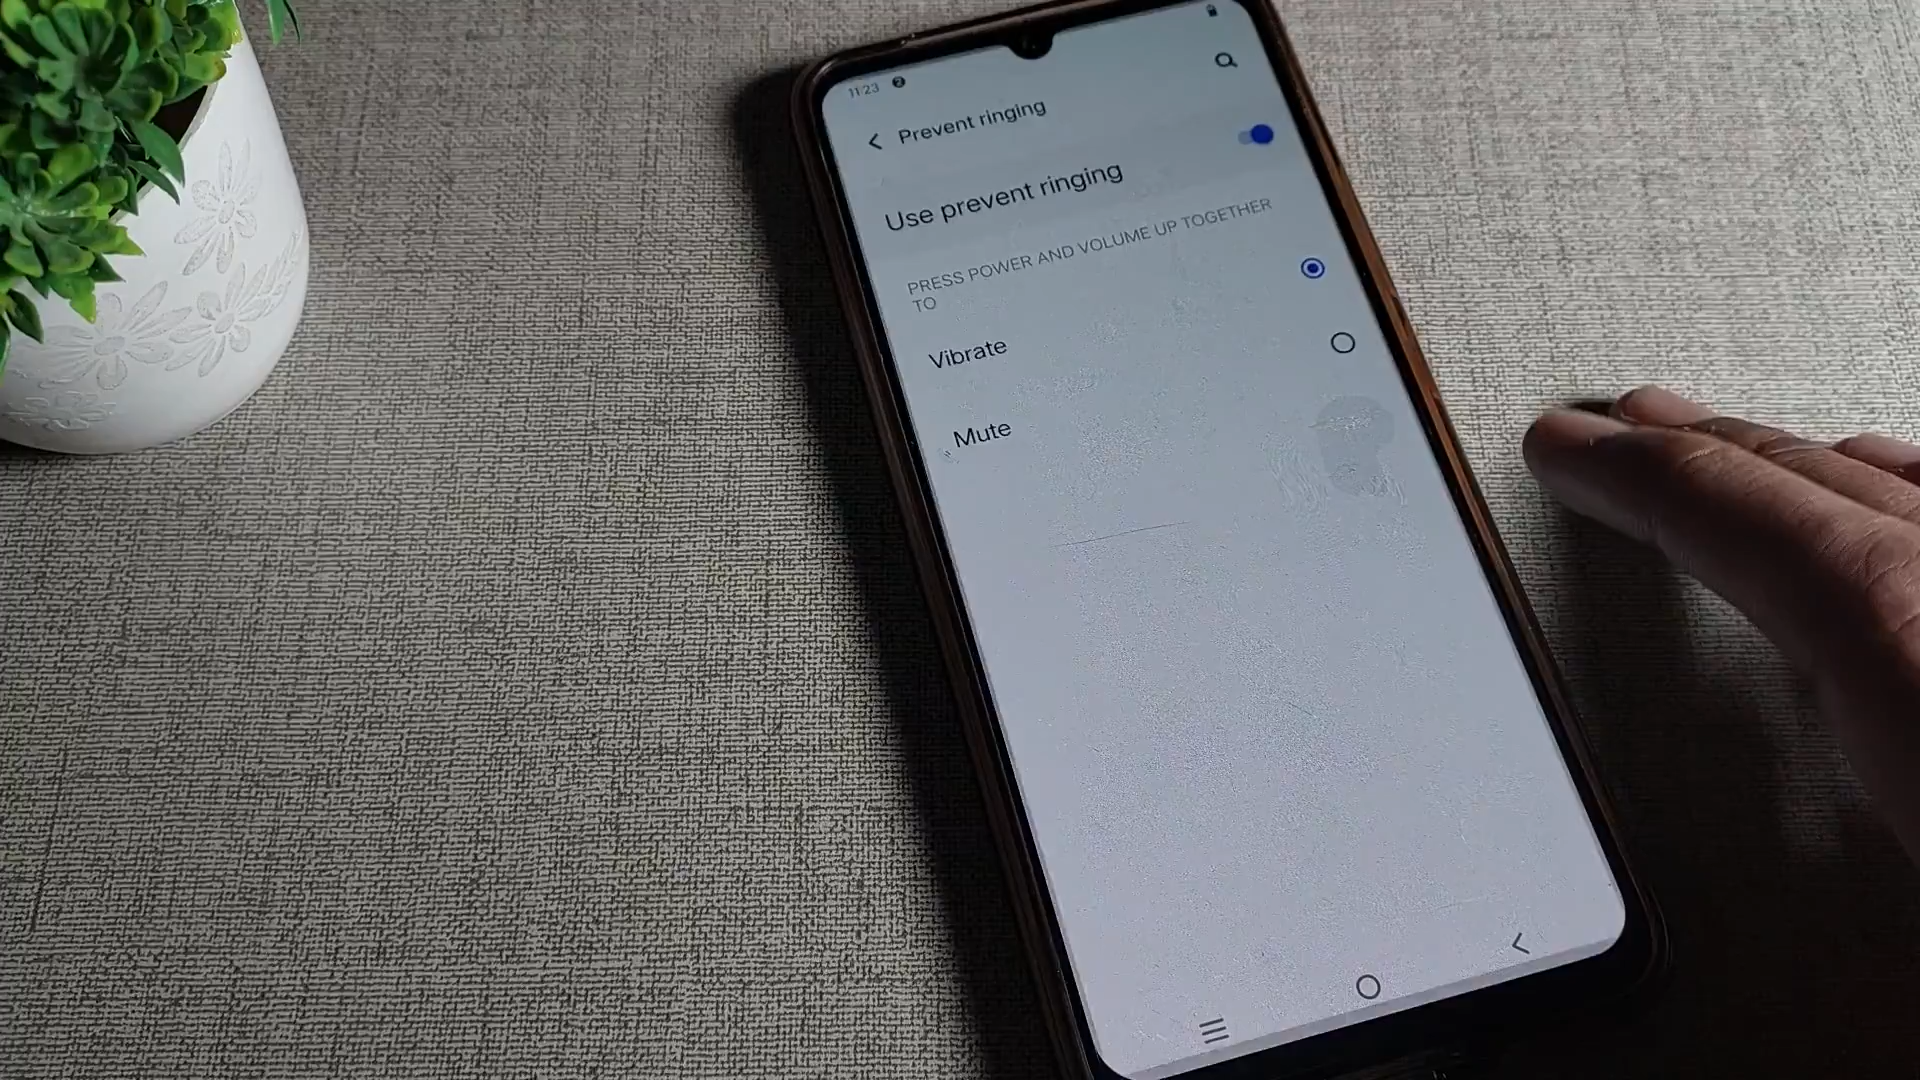 11:23
Prevent ringing
Use prevent ringing
PRESS POWER AND VOLUME UP TOGETHER
TO
Vibrate
Mute